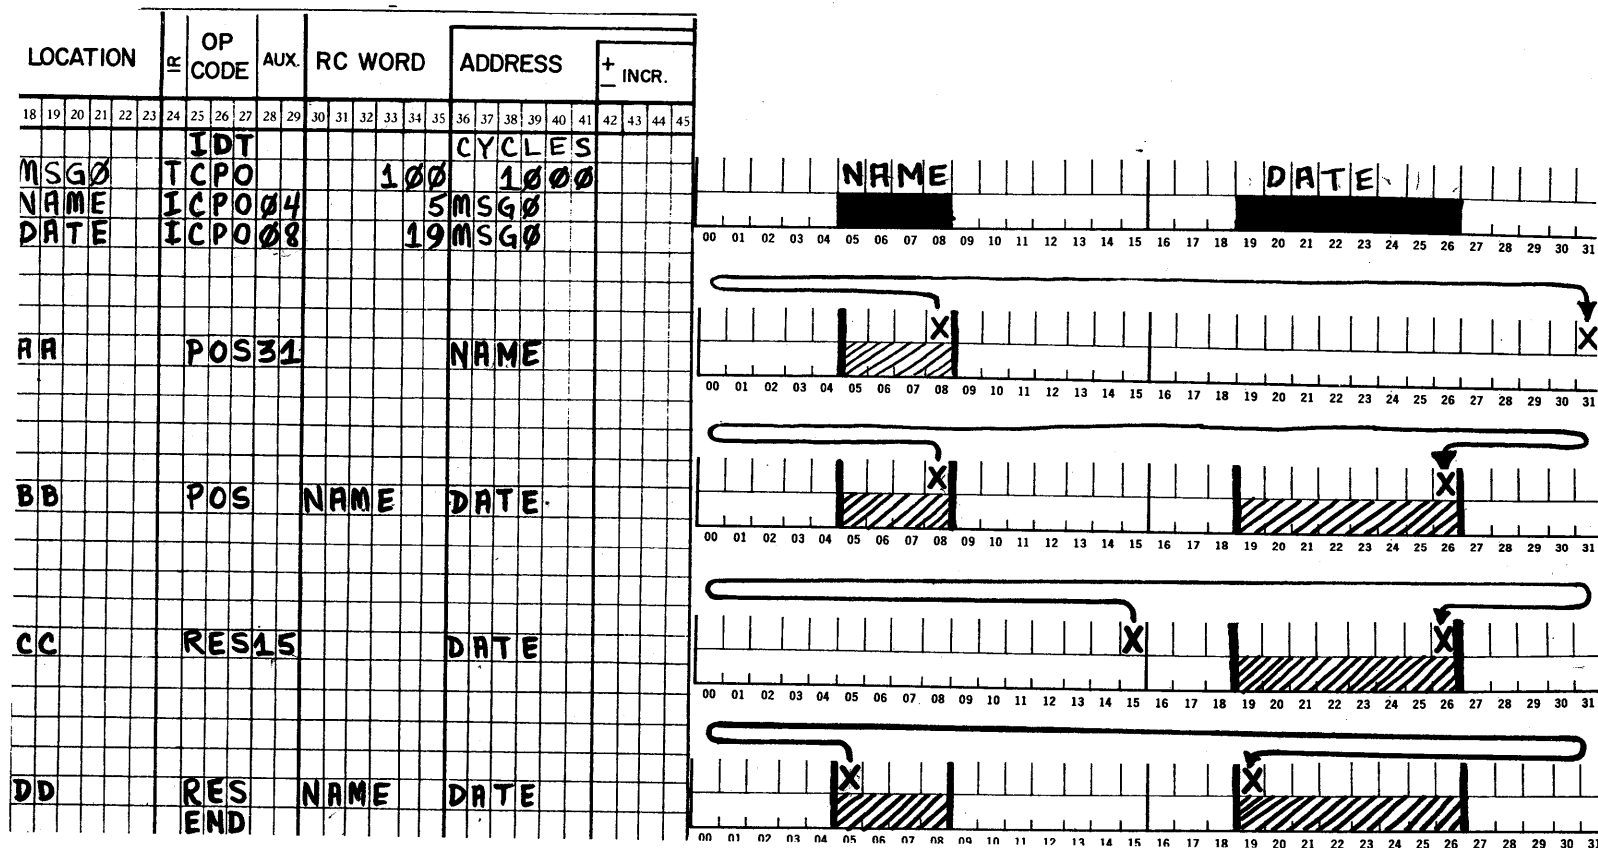 LOCATION IR OP CODE AUX. RC WORD ADDRESS + − INCR.
18 19 20 21 22 23 24 25 26 27 28 29 30 31 32 33 34 35 36 37 38 39 40 41 42 43 44 45
IDT CYCLES
MSGØ T CPO 1ØØ 1ØØØ
NAME I CPO Ø4 5 MSGØ
DATE I CPO Ø8 19 MSGØ
NAME DATE
00 01 02 03 04 05 06 07 08 09 10 11 12 13 14 15 16 17 18 19 20 21 22 23 24 25 26 27 28 29 30 31
AA POS 31 NAME
X X
00 01 02 03 04 05 06 07 08 09 10 11 12 13 14 15 16 17 18 19 20 21 22 23 24 25 26 27 28 29 30 31
BB POS NAME DATE
X X
00 01 02 03 04 05 06 07 08 09 10 11 12 13 14 15 16 17 18 19 20 21 22 23 24 25 26 27 28 29 30 31
CC RES 15 DATE
X X
00 01 02 03 04 05 06 07 08 09 10 11 12 13 14 15 16 17 18 19 20 21 22 23 24 25 26 27 28 29 30 31
DD RES NAME DATE
X X
END
00 01 02 03 04 05 06 07 08 09 10 11 12 13 14 15 16 17 18 19 20 21 22 23 24 25 26 27 28 29 30 31